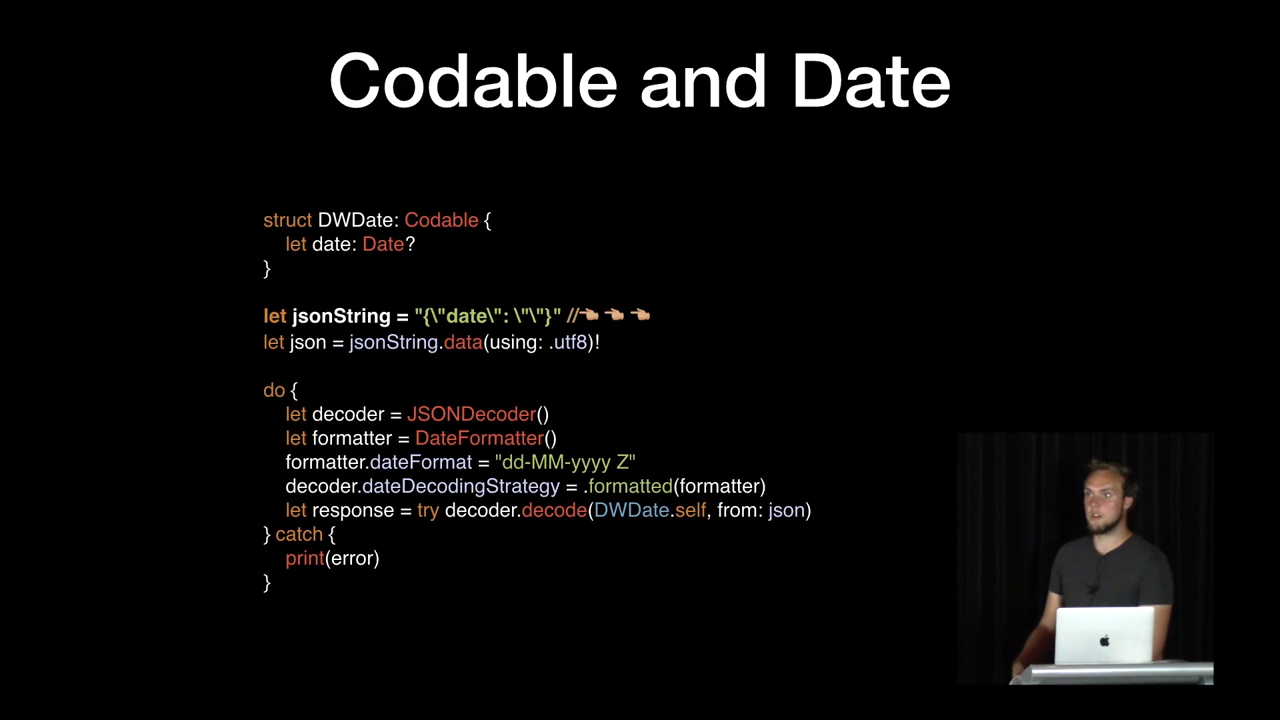 Codable and Date
struct DWDate: Codable {
let date: Date?
}
let jsonString = "{\"date\": \"\"}" //👈🏼👈🏼👈🏼
let json = jsonString.data(using: .utf8)!
do {
let decoder = JSONDecoder()
let formatter = DateFormatter()
formatter.dateFormat = "dd-MM-yyyy Z"
decoder.dateDecodingStrategy = .formatted(formatter)
let response = try decoder.decode(DWDate.self, from: json)
} catch {
print(error)
}